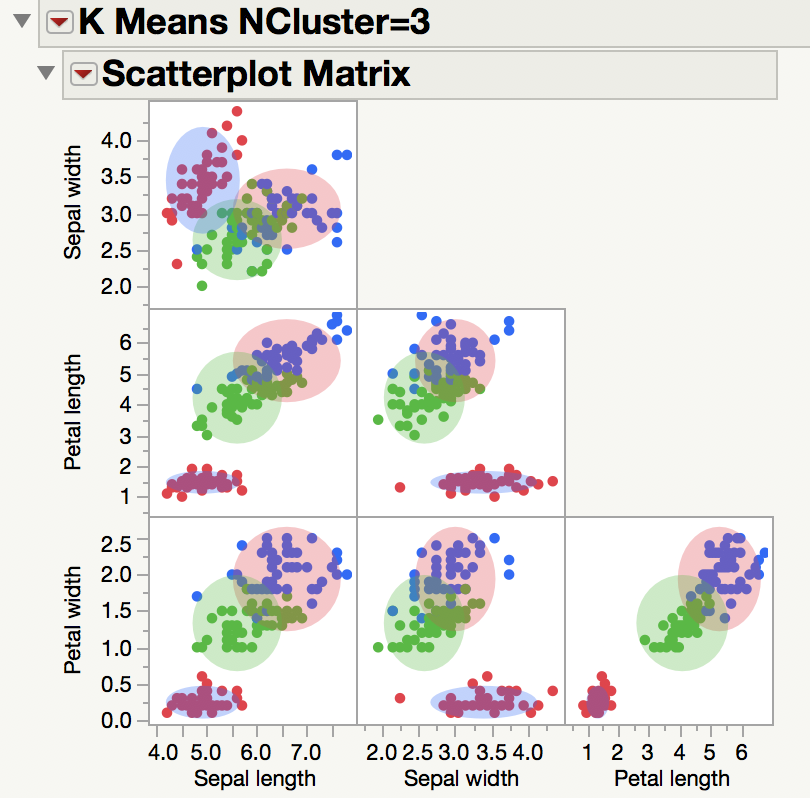 K Means NCluster=3
Scatterplot Matrix
Sepal width
4.0
3.5
3.0
2.5
2.0
Petal length
6
5
4
3
2
1
Petal width
2.5
2.0
1.5
1.0
0.5
0.0
4.0 5.0 6.0 7.0 2.0 2.5 3.0 3.5 4.0 1 2 3 4 5 6
Sepal length Sepal width Petal length